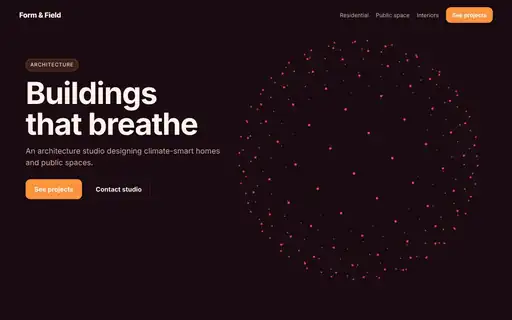 Form & Field
Residential
Public space
Interiors
See projects
ARCHITECTURE
Buildings
that breathe
An architecture studio designing climate-smart homes
and public spaces.
See projects
Contact studio